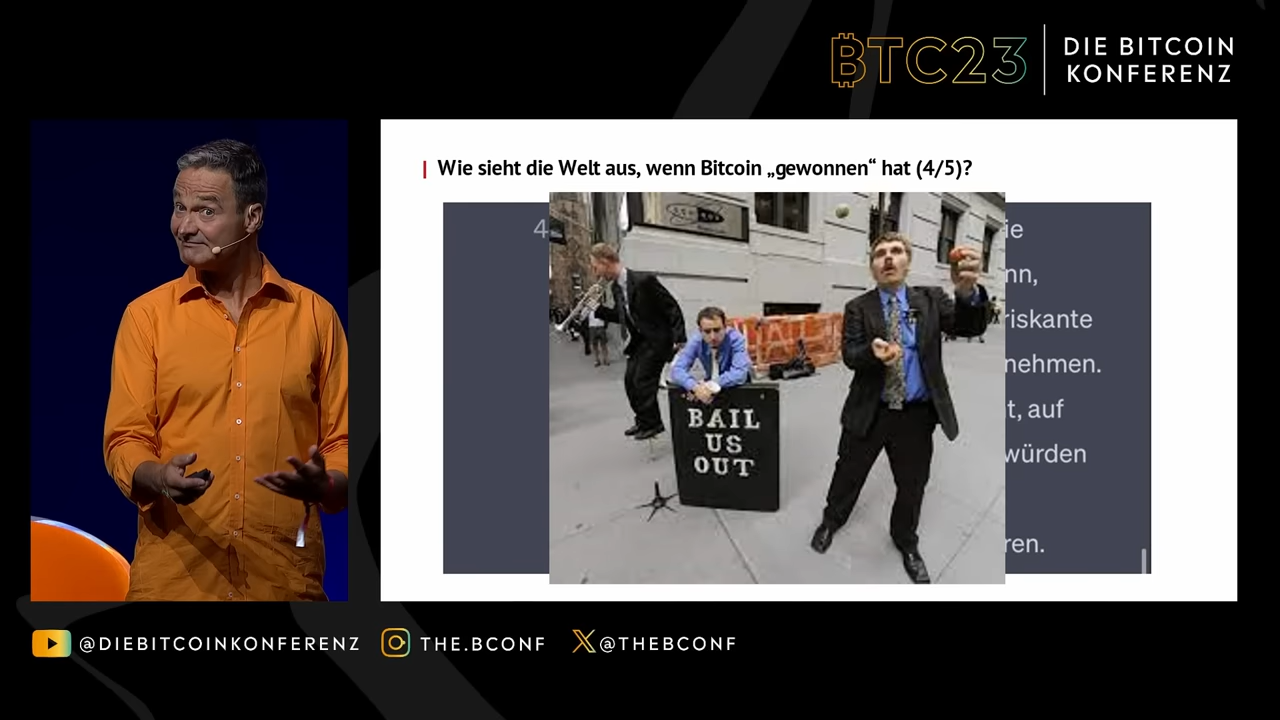 BTC23
DIE BITCOIN
KONFERENZ
| Wie sieht die Welt aus, wenn Bitcoin „gewonnen“ hat (4/5)?
4
ie
nn,
riskante
nehmen.
t, auf
würden
ren.
BAIL
US
OUT
@DIEBITCOINKONFERENZ
THE.BCONF
@THEBCONF